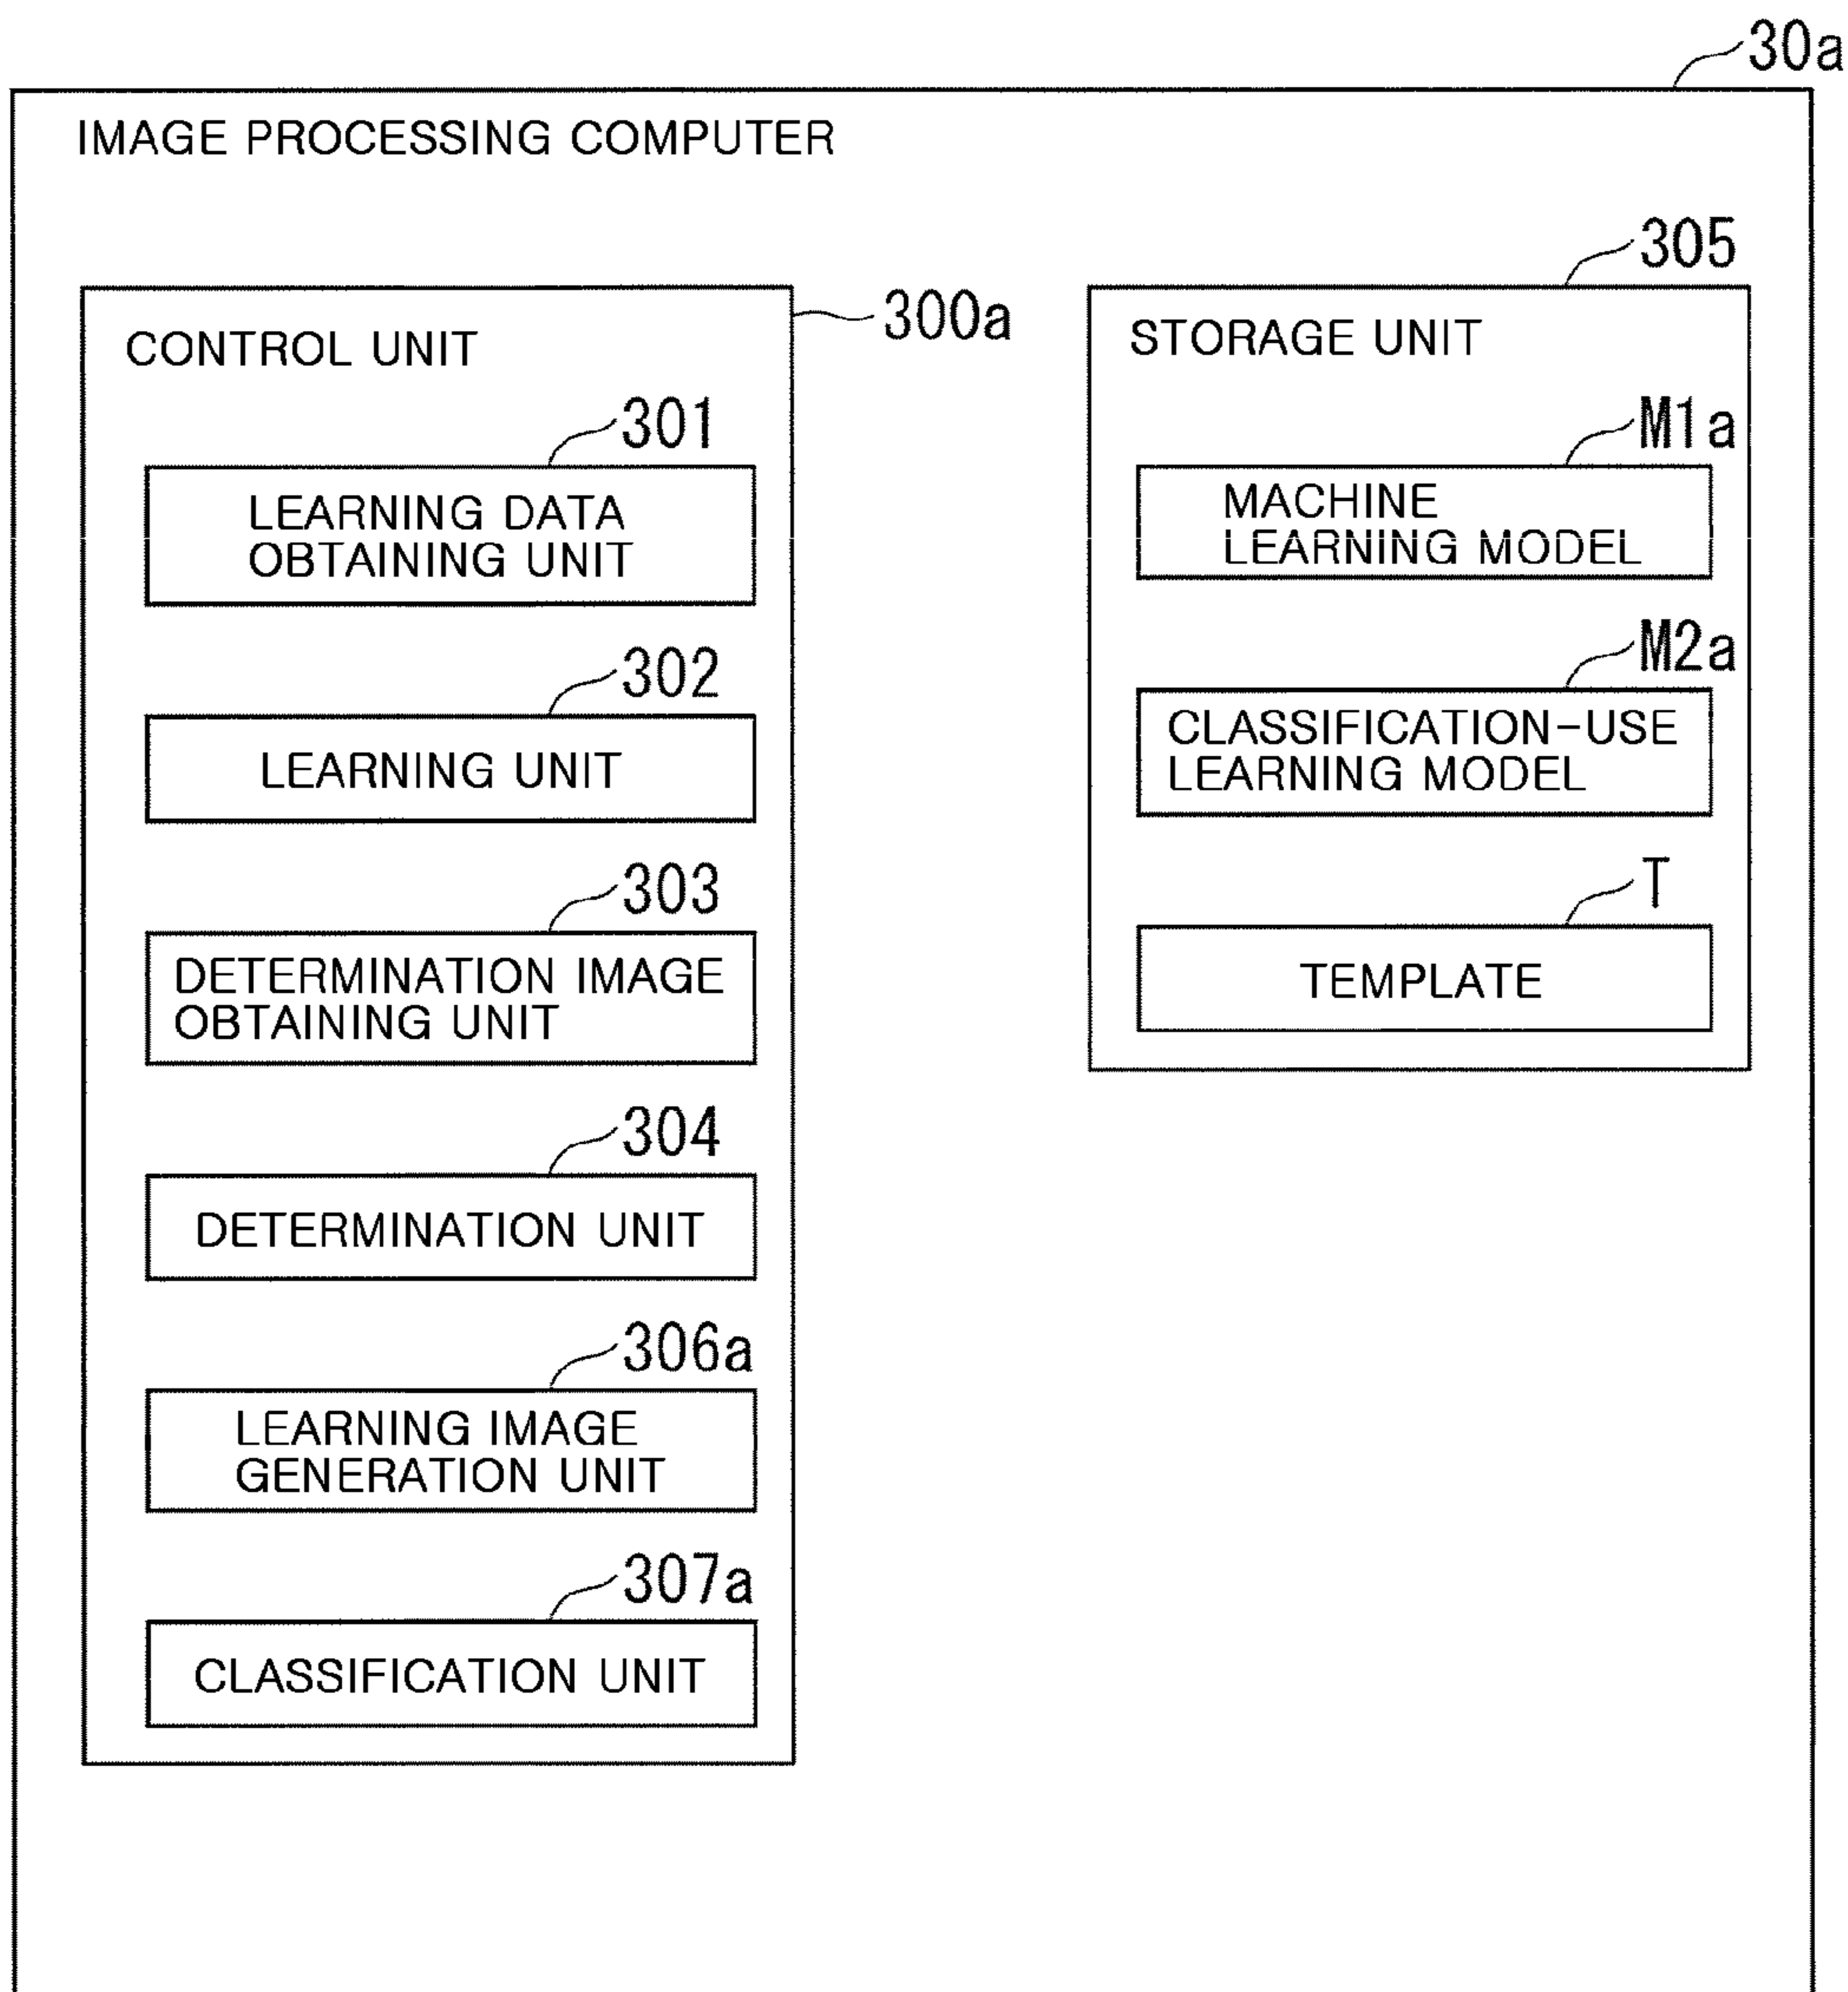 30a
IMAGE PROCESSING COMPUTER
300a
CONTROL UNIT
301
LEARNING DATA
OBTAINING UNIT
302
LEARNING UNIT
303
DETERMINATION IMAGE
OBTAINING UNIT
304
DETERMINATION UNIT
306a
LEARNING IMAGE
GENERATION UNIT
307a
CLASSIFICATION UNIT
305
STORAGE UNIT
M1a
MACHINE
LEARNING MODEL
M2a
CLASSIFICATION-USE
LEARNING MODEL
T
TEMPLATE